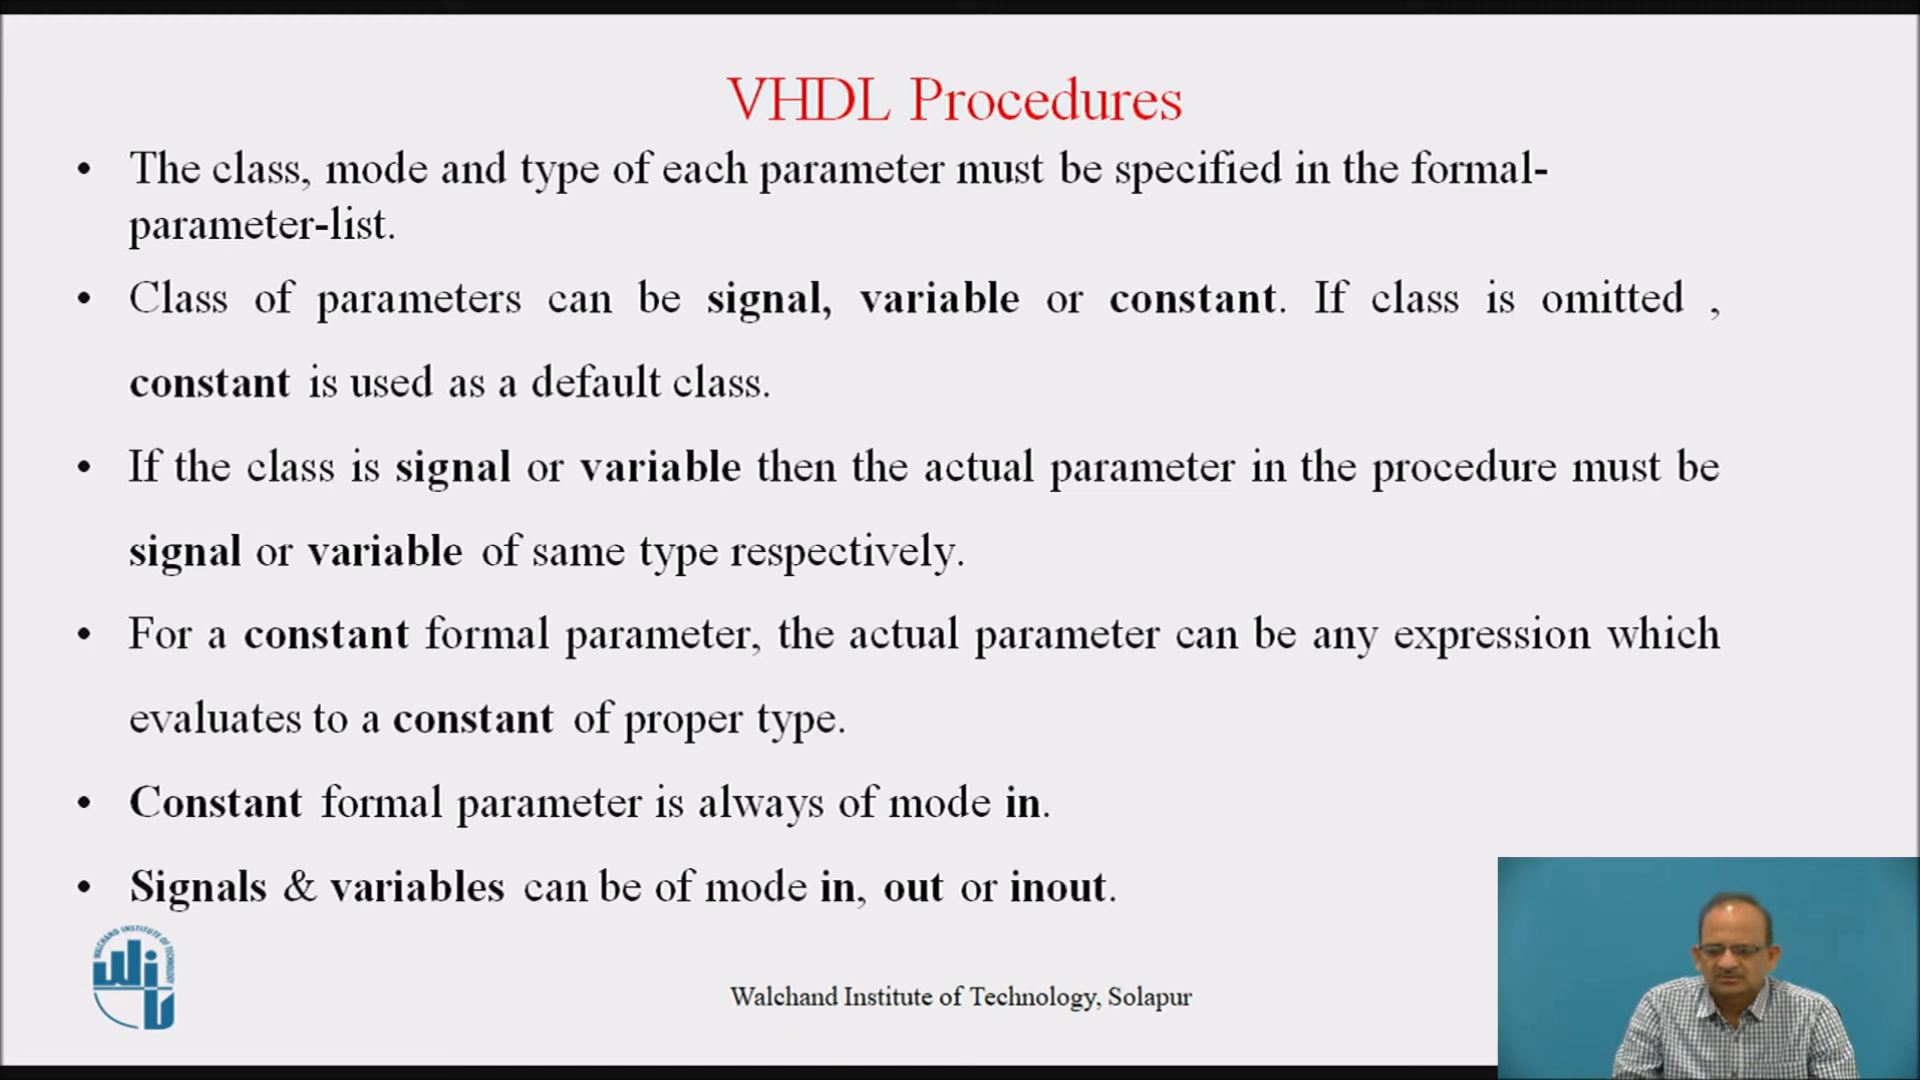 VHDL Procedures
• The class, mode and type of each parameter must be specified in the formal-
parameter-list.
• Class of parameters can be signal, variable or constant. If class is omitted ,
constant is used as a default class.
• If the class is signal or variable then the actual parameter in the procedure must be
signal or variable of same type respectively.
• For a constant formal parameter, the actual parameter can be any expression which
evaluates to a constant of proper type.
• Constant formal parameter is always of mode in.
• Signals & variables can be of mode in, out or inout.
WALCHAND INSTITUTE OF TECHNOLOGY
WIT
Walchand Institute of Technology, Solapur